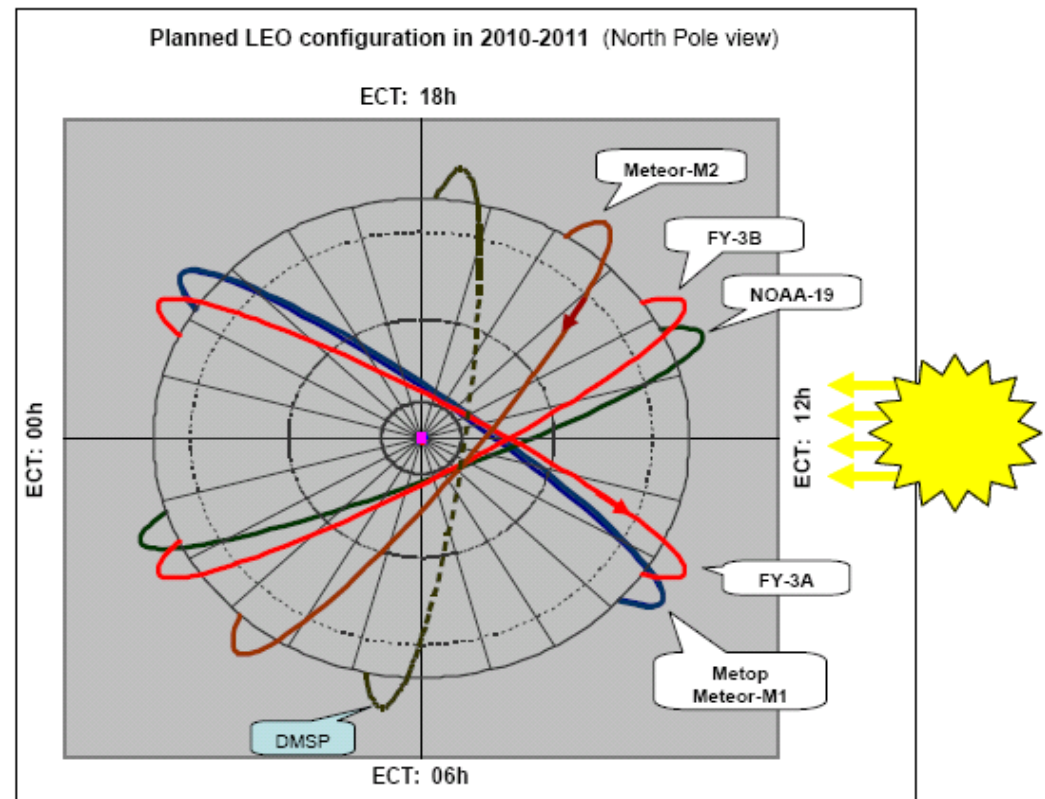 Planned LEO configuration in 2010-2011 (North Pole view)
ECT: 18h
Meteor-M2
FY-3B
NOAA-19
ECT: 00h
ECT: 12h
FY-3A
Metop
Meteor-M1
DMSP
ECT: 06h